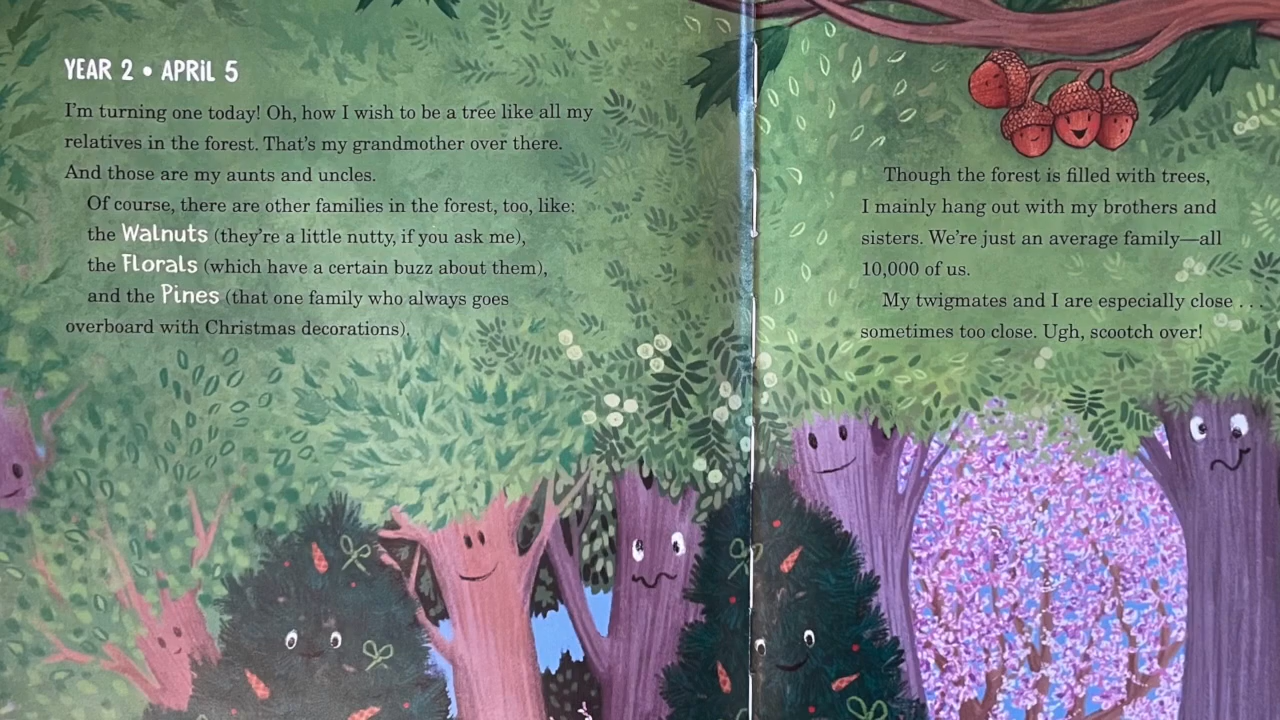 YEAR 2 • APRIL 5
I'm turning one today! Oh, how I wish to be a tree like all my
relatives in the forest. That's my grandmother over there.
And those are my aunts and uncles.
Of course, there are other families in the forest, too, like:
the Walnuts (they're a little nutty, if you ask me),
the Florals (which have a certain buzz about them),
and the Pines (that one family who always goes
overboard with Christmas decorations).
Though the forest is filled with trees,
I mainly hang out with my brothers and
sisters. We're just an average family—all
10,000 of us.
My twigmates and I are especially close . . .
sometimes too close. Ugh, scootch over!